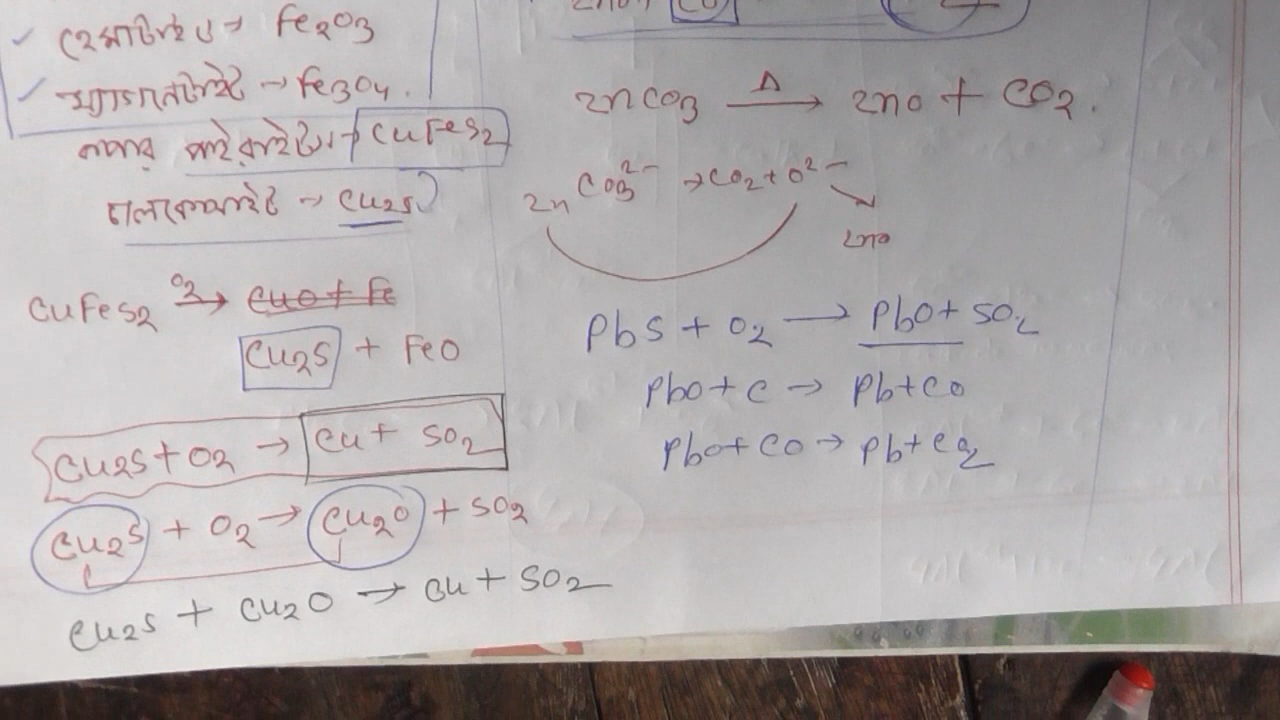 হেমাটাইট → Fe2O3
ম্যাগনেটাইট → Fe3O4.
কপার পাইরাইট → CuFeS2
চালকোসাইট → Cu2S
CuFeS2 O2→ CuO + Fe
Cu2S + FeO
Cu2S + O2 → Cu + SO2
Cu2S + O2 → Cu2O + SO2
Cu2S + Cu2O → Cu + SO2
ZnCO3 Δ→ ZnO + CO2.
Zn CO3^2- → CO2 + O^2-
ZnO
PbS + O2 → PbO + SO2
PbO + C → Pb + CO
PbO + CO → Pb + CO2